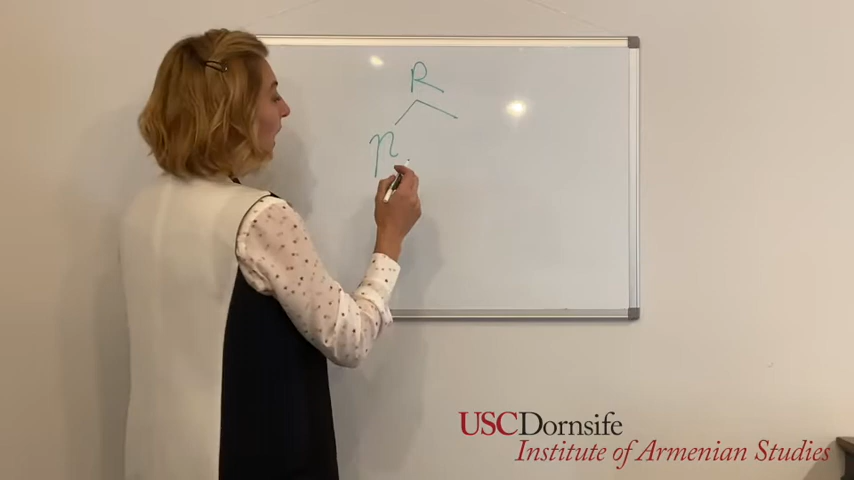 R
ր
USCDornsife
Institute of Armenian Studies